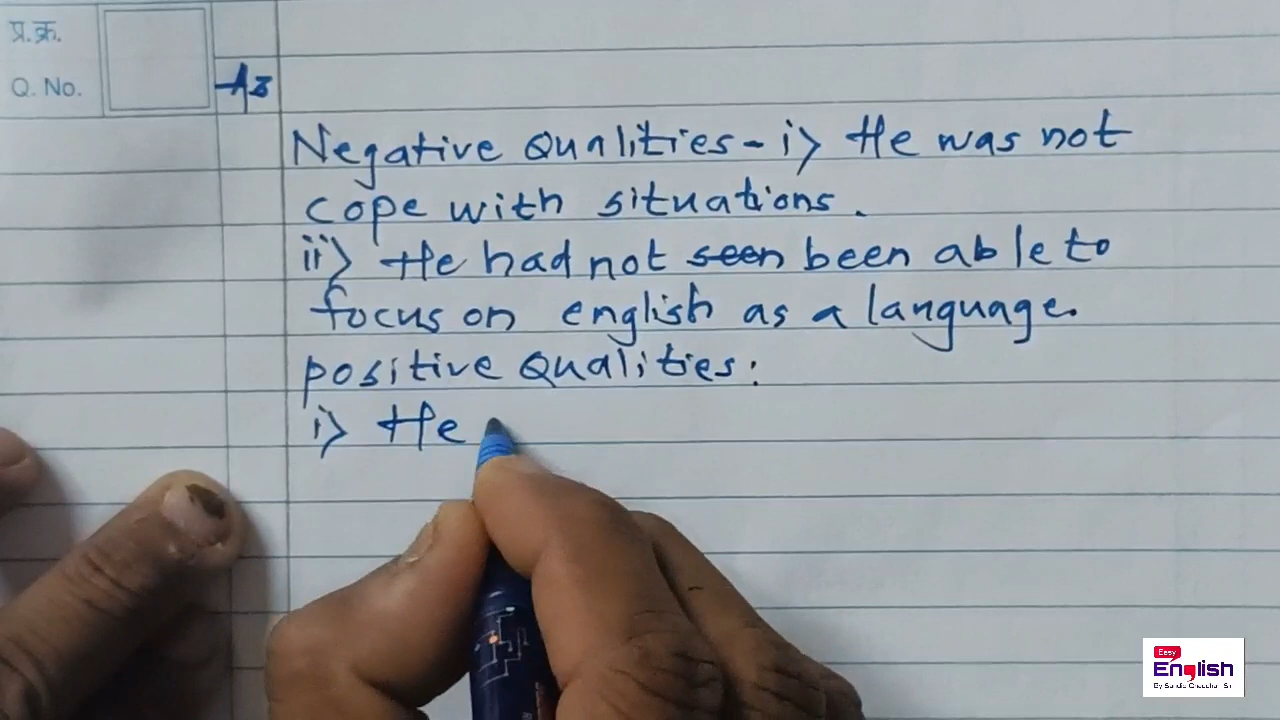 प्र.क्र.
Q. No.
A3
Negative Qualities - i) He was not
cope with situations.
ii) He had not seen been able to
focus on english as a language.
positive Qualities:
i) He
Easy
English